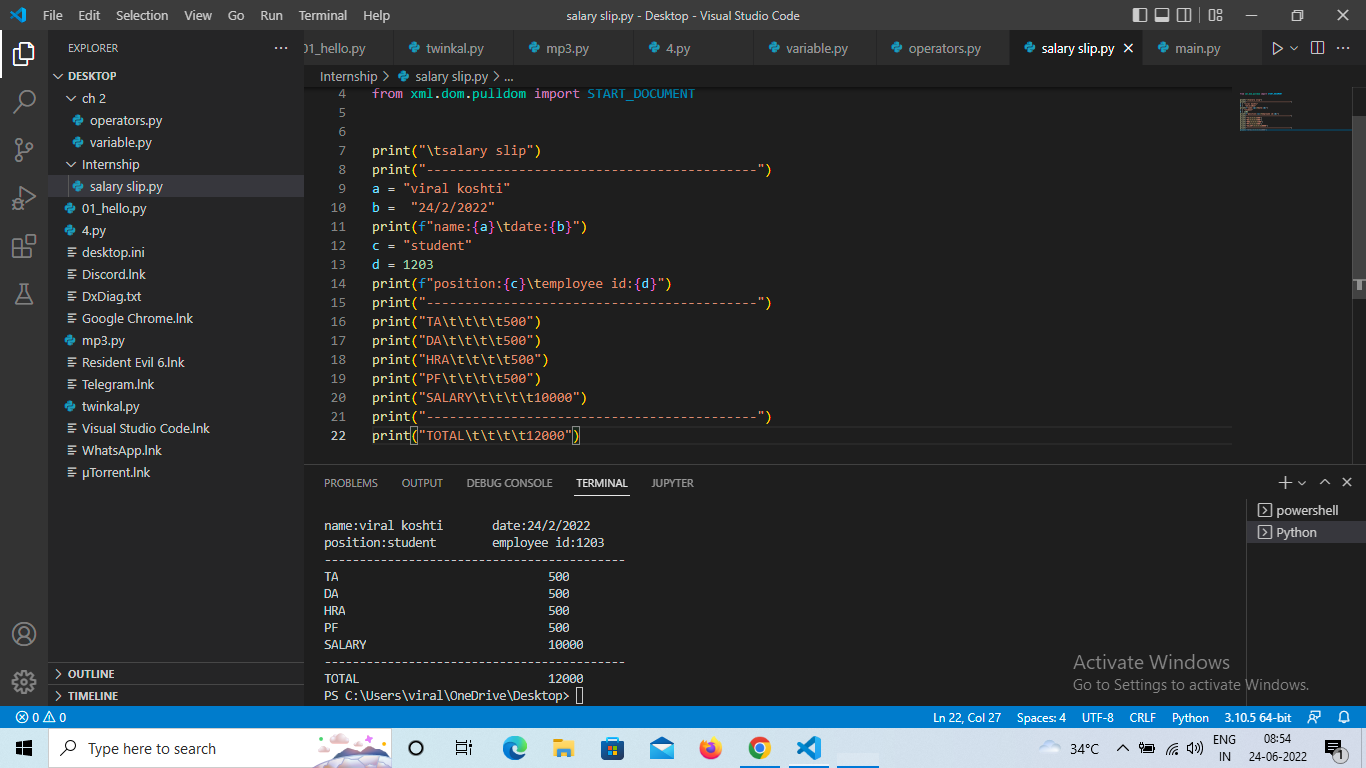 File Edit Selection View Go Run Terminal Help
salary slip.py - Desktop - Visual Studio Code
EXPLORER
DESKTOP
ch 2
operators.py
variable.py
Internship
salary slip.py
01_hello.py
4.py
desktop.ini
Discord.lnk
DxDiag.txt
Google Chrome.lnk
mp3.py
Resident Evil 6.lnk
Telegram.lnk
twinkal.py
Visual Studio Code.lnk
WhatsApp.lnk
µTorrent.lnk
OUTLINE
TIMELINE
01_hello.py twinkal.py mp3.py 4.py variable.py operators.py salary slip.py main.py
Internship > salary slip.py > ...
4 from xml.dom.pulldom import START_DOCUMENT
5
6
7 print("\tsalary slip")
8 print("-------------------------------------------")
9 a = "viral koshti"
10 b =  "24/2/2022"
11 print(f"name:{a}\tdate:{b}")
12 c = "student"
13 d = 1203
14 print(f"position:{c}\temployee id:{d}")
15 print("-------------------------------------------")
16 print("TA\t\t\t\t500")
17 print("DA\t\t\t\t500")
18 print("HRA\t\t\t\t500")
19 print("PF\t\t\t\t500")
20 print("SALARY\t\t\t\t10000")
21 print("-------------------------------------------")
22 print("TOTAL\t\t\t\t12000")
PROBLEMS OUTPUT DEBUG CONSOLE TERMINAL JUPYTER
powershell
Python
name:viral koshti date:24/2/2022
position:student employee id:1203
-------------------------------------------
TA 500
DA 500
HRA 500
PF 500
SALARY 10000
-------------------------------------------
TOTAL 12000
PS C:\Users\viral\OneDrive\Desktop>
Activate Windows
Go to Settings to activate Windows.
0 0 Ln 22, Col 27 Spaces: 4 UTF-8 CRLF Python 3.10.5 64-bit
Type here to search
34°C
ENG
IN
08:54
24-06-2022
1